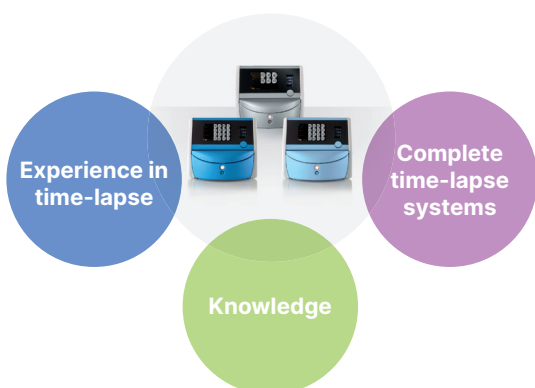 Experience in
time-lapse
Complete
time-lapse
systems
Knowledge